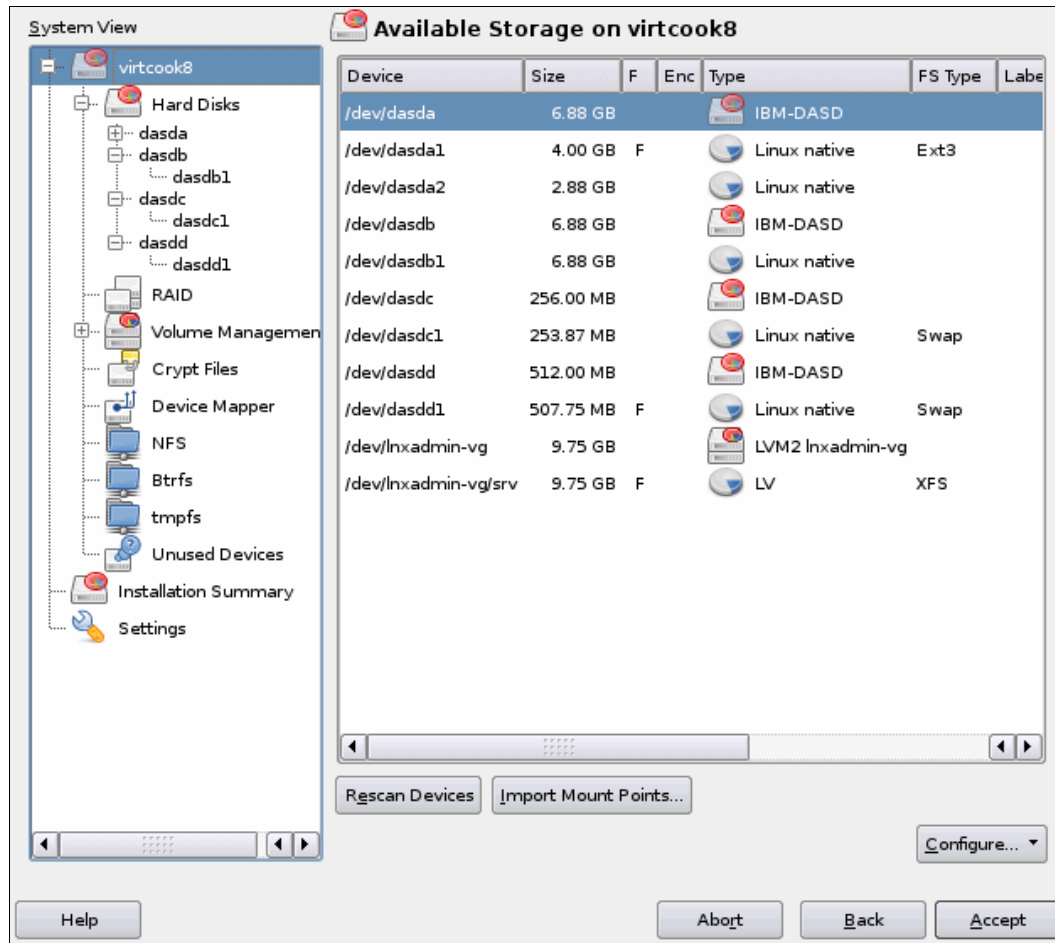 System View
virtcook8
Hard Disks
dasda
dasdb
dasdb1
dasdc
dasdc1
dasdd
dasdd1
RAID
Volume Managemen
Crypt Files
Device Mapper
NFS
Btrfs
tmpfs
Unused Devices
Installation Summary
Settings
Available Storage on virtcook8
Device Size F Enc Type FS Type Labe
/dev/dasda 6.88 GB IBM-DASD
/dev/dasda1 4.00 GB F Linux native Ext3
/dev/dasda2 2.88 GB Linux native
/dev/dasdb 6.88 GB IBM-DASD
/dev/dasdb1 6.88 GB Linux native
/dev/dasdc 256.00 MB IBM-DASD
/dev/dasdc1 253.87 MB Linux native Swap
/dev/dasdd 512.00 MB IBM-DASD
/dev/dasdd1 507.75 MB F Linux native Swap
/dev/lnxadmin-vg 9.75 GB LVM2 lnxadmin-vg
/dev/lnxadmin-vg/srv 9.75 GB F LV XFS
Rescan Devices Import Mount Points...
Configure...
Help Abort Back Accept